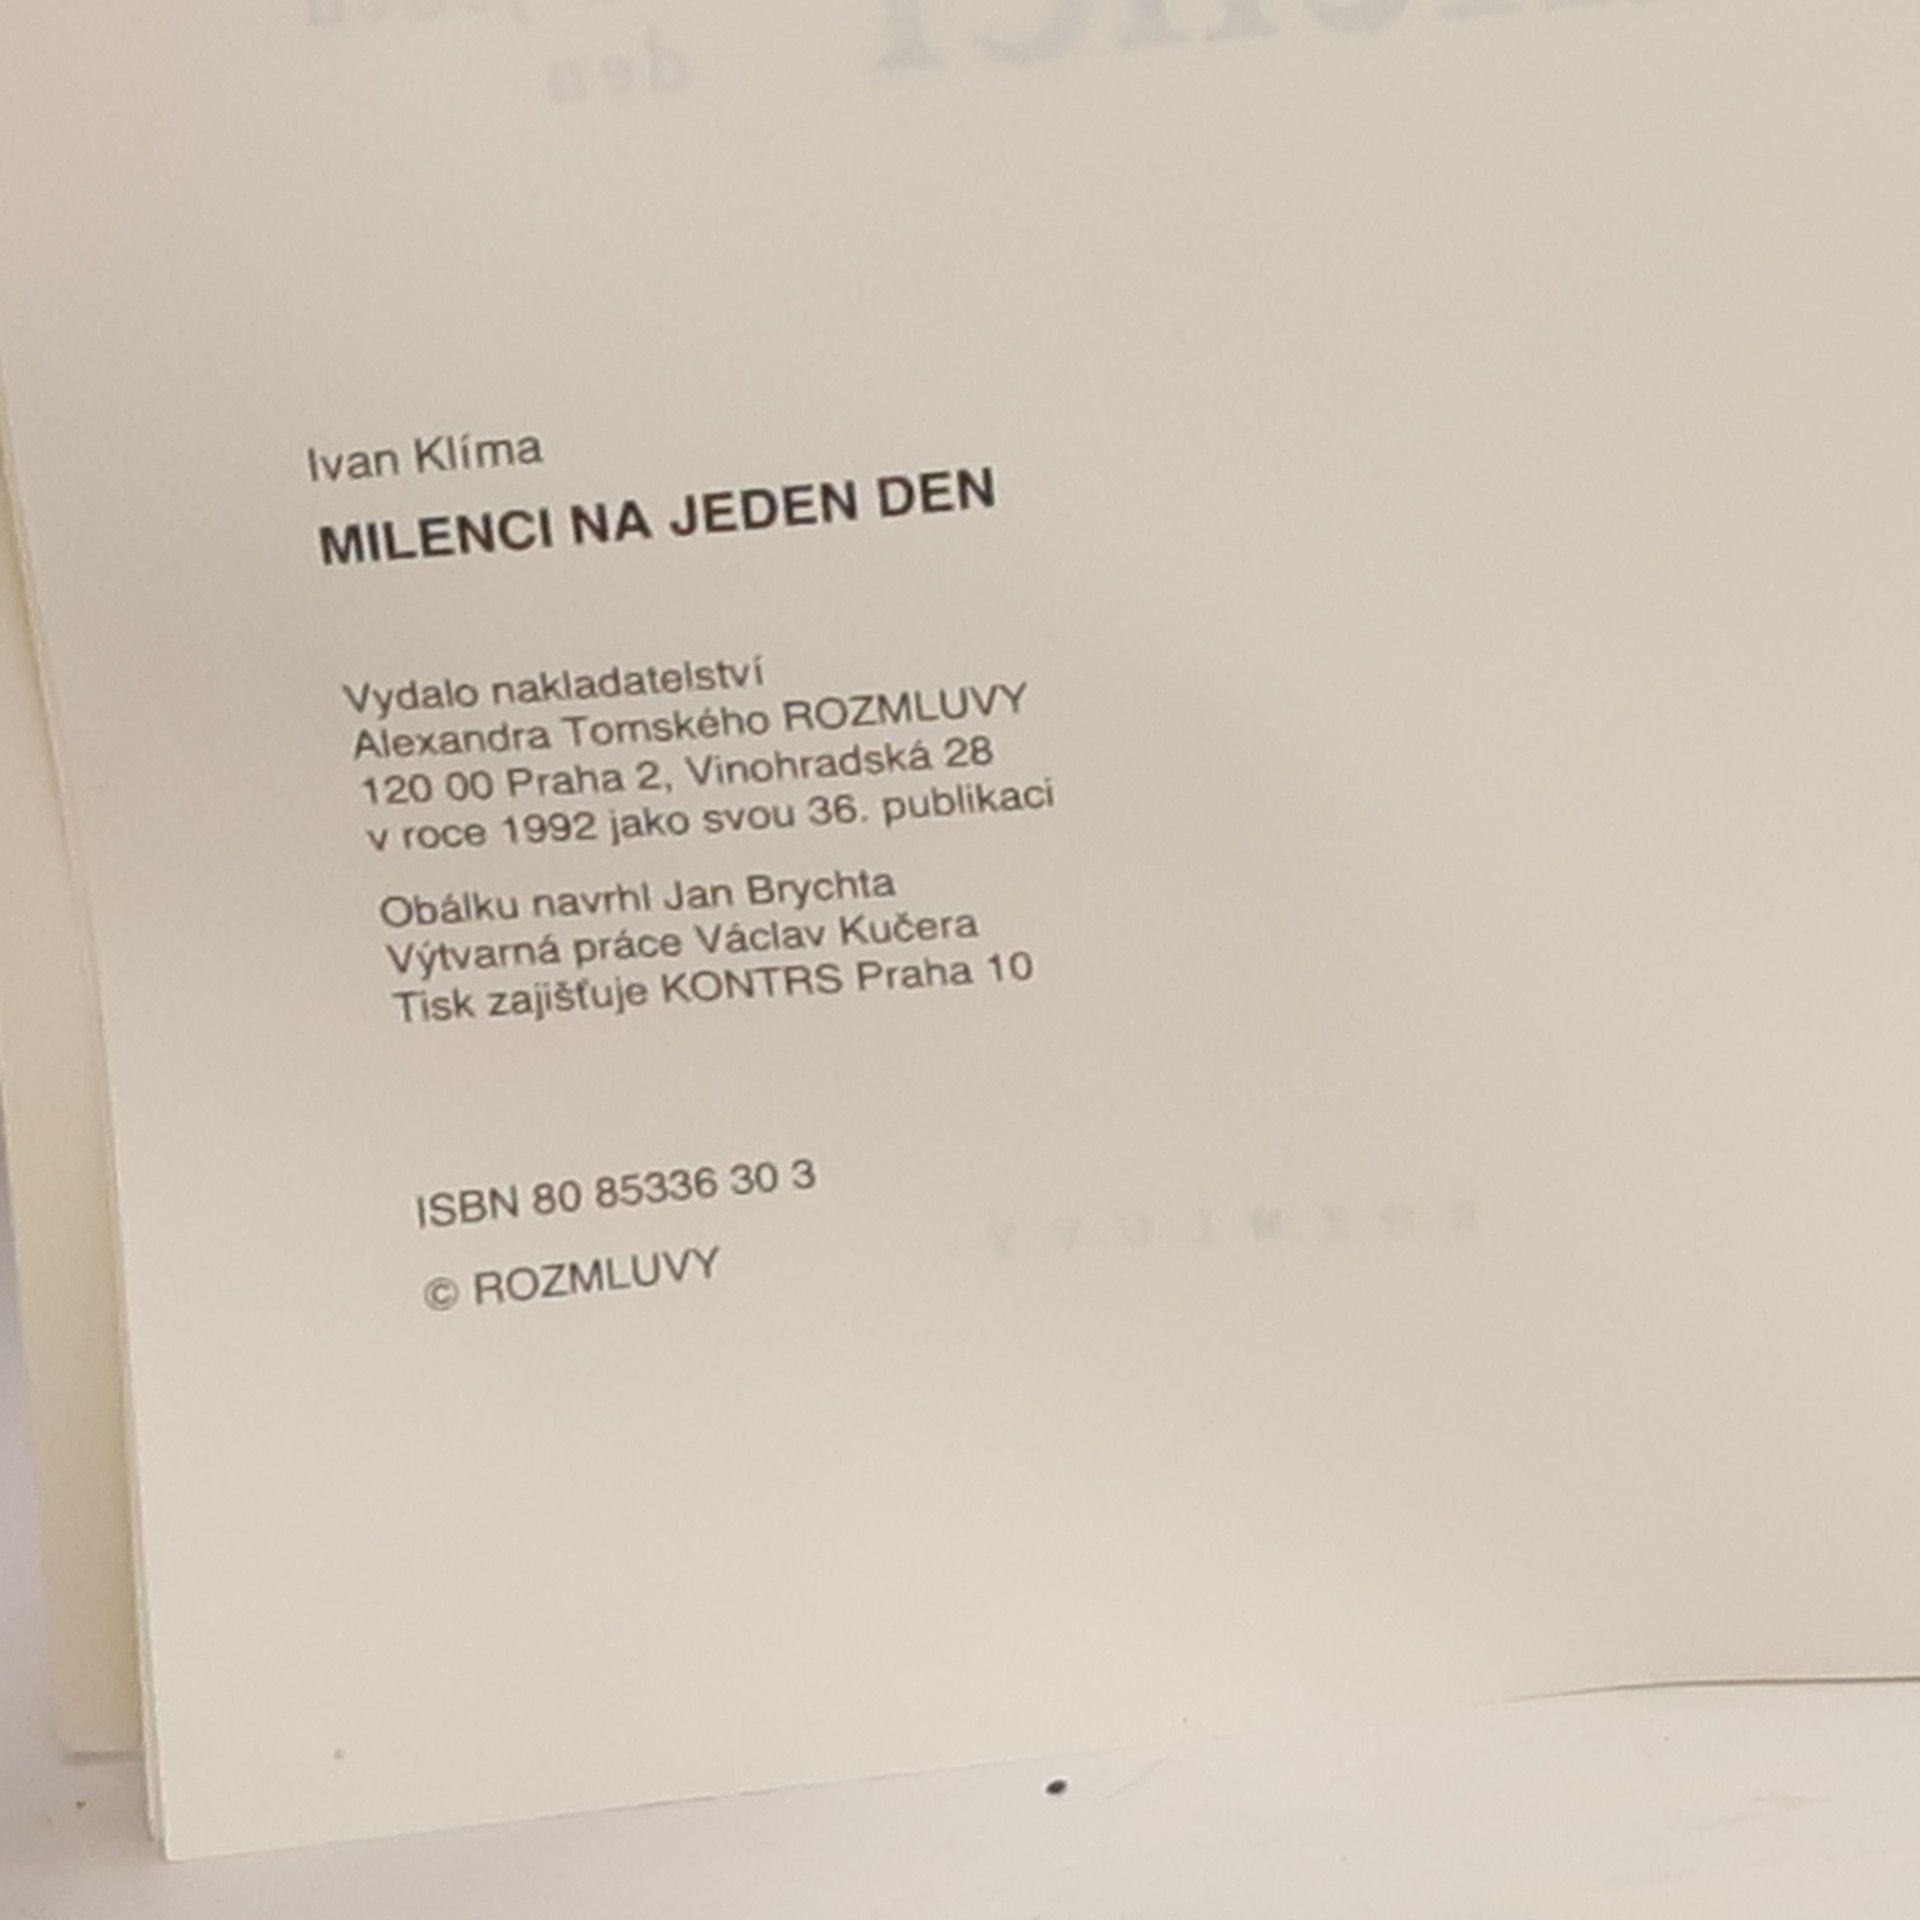 Ivan Klíma
MILENCI NA JEDEN DEN
Vydalo nakladatelství
Alexandra Tomského ROZMLUVY
120 00 Praha 2, Vinohradská 28
v roce 1992 jako svou 36. publikaci
Obálku navrhl Jan Brychta
Výtvarná práce Václav Kučera
Tisk zajišťuje KONTRS Praha 10
ISBN 80 85336 30 3
© ROZMLUVY